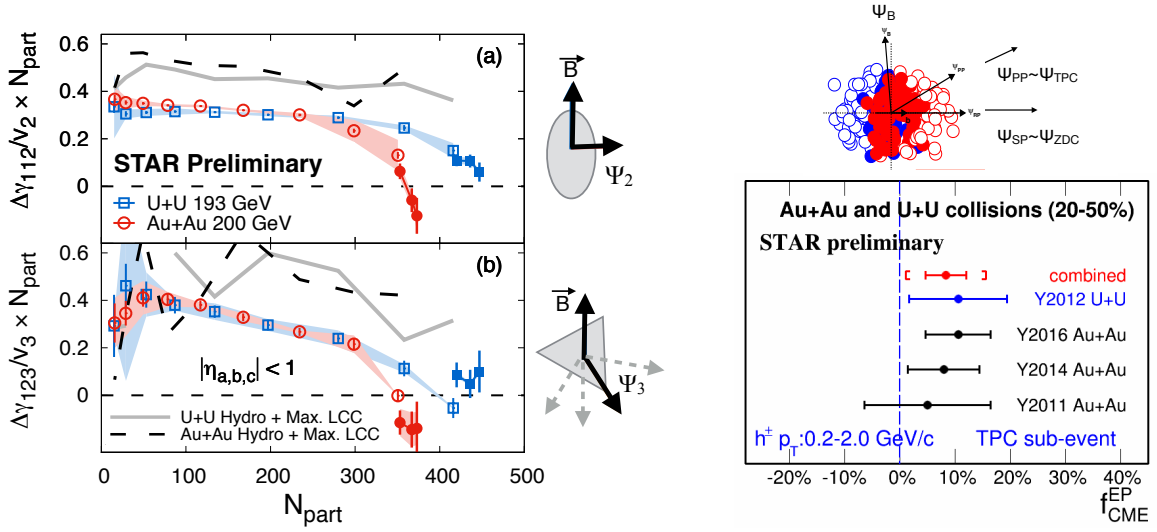 Δγ112/v2 × Npart
0.6
0.4
0.2
0
(a)
STAR Preliminary
U+U 193 GeV
Au+Au 200 GeV
B
Ψ2
Δγ123/v3 × Npart
0.6
0.4
0.2
0
(b)
|ηa,b,c| < 1
U+U Hydro + Max. LCC
Au+Au Hydro + Max. LCC
0 100 200 300 400 500
Npart
B
Ψ3
ΨB
ΨB
ΨPP
ΨPP~ΨTPC
ΨRP
ΨSP~ΨZDC
Au+Au and U+U collisions (20-50%)
STAR preliminary
combined
Y2012 U+U
Y2016 Au+Au
Y2014 Au+Au
Y2011 Au+Au
h± pT:0.2-2.0 GeV/c TPC sub-event
-20% -10% 0% 10% 20% 30% 40%
fEPCME